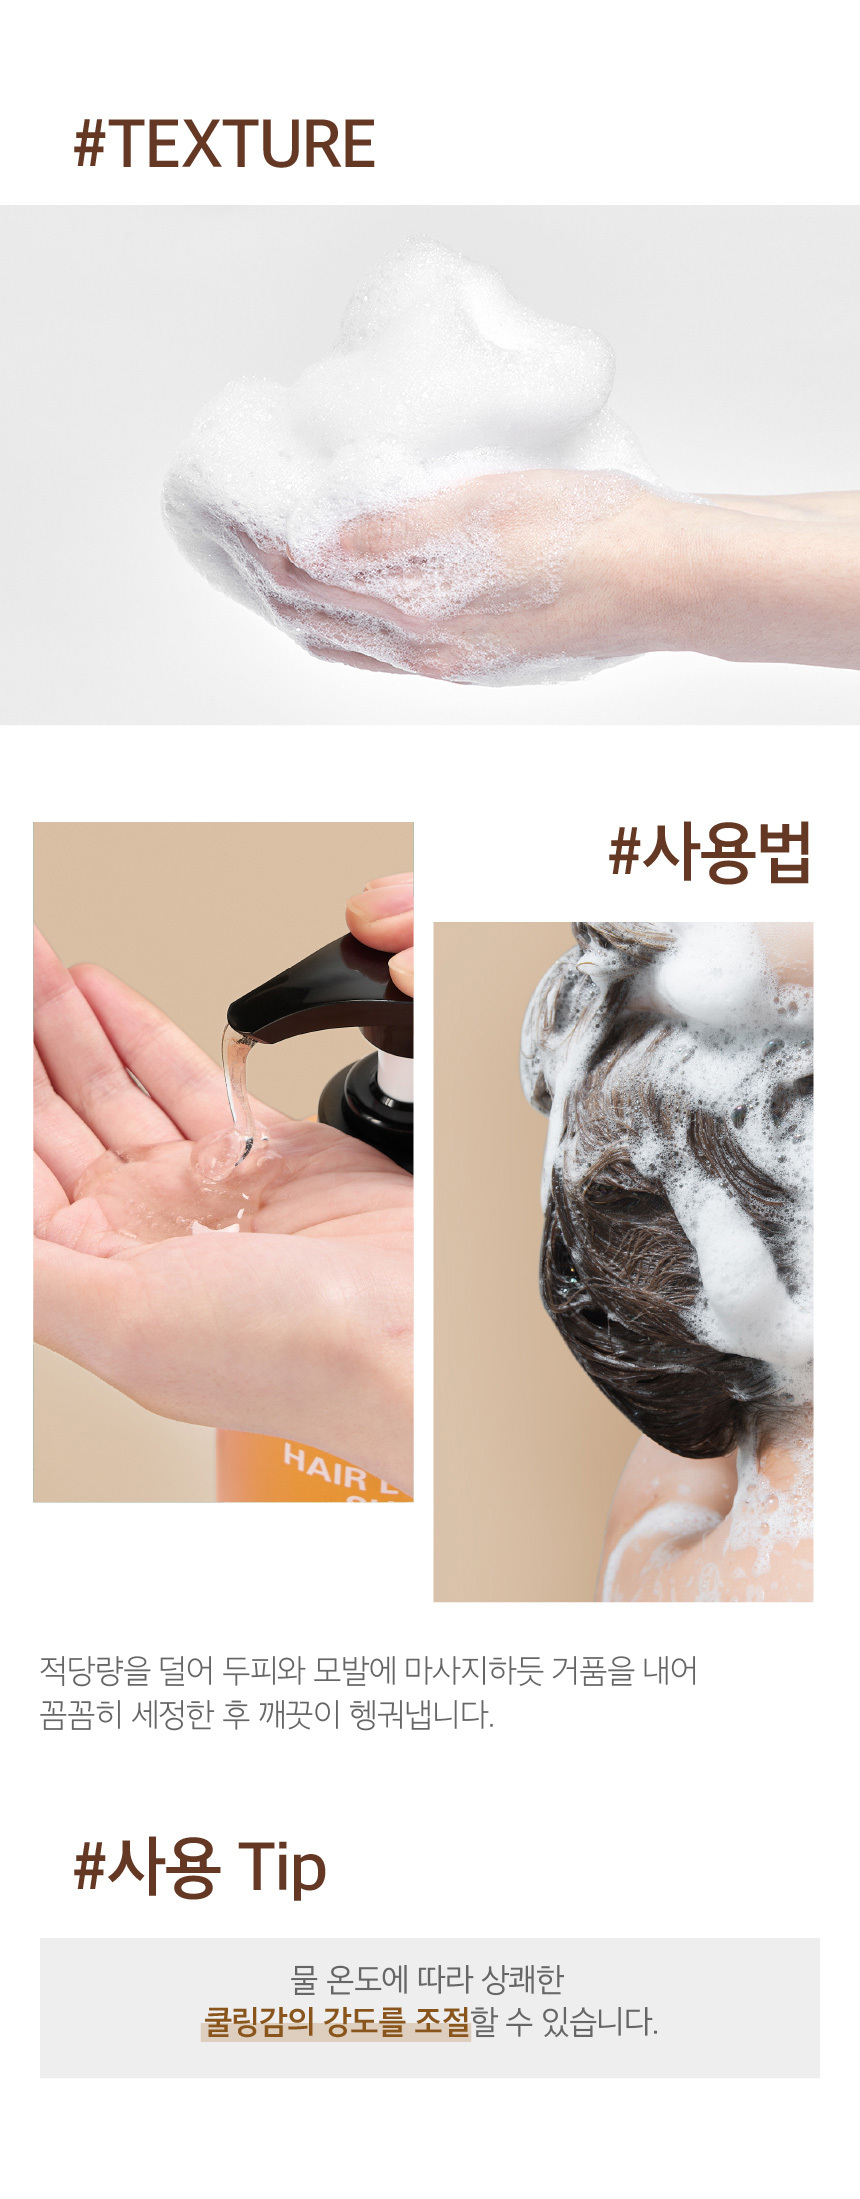 #TEXTURE
#사용법
HAIR L
적당량을 덜어 두피와 모발에 마사지하듯 거품을 내어
꼼꼼히 세정한 후 깨끗이 헹궈냅니다.
#사용 Tip
물 온도에 따라 상쾌한
쿨링감의 강도를 조절할 수 있습니다.